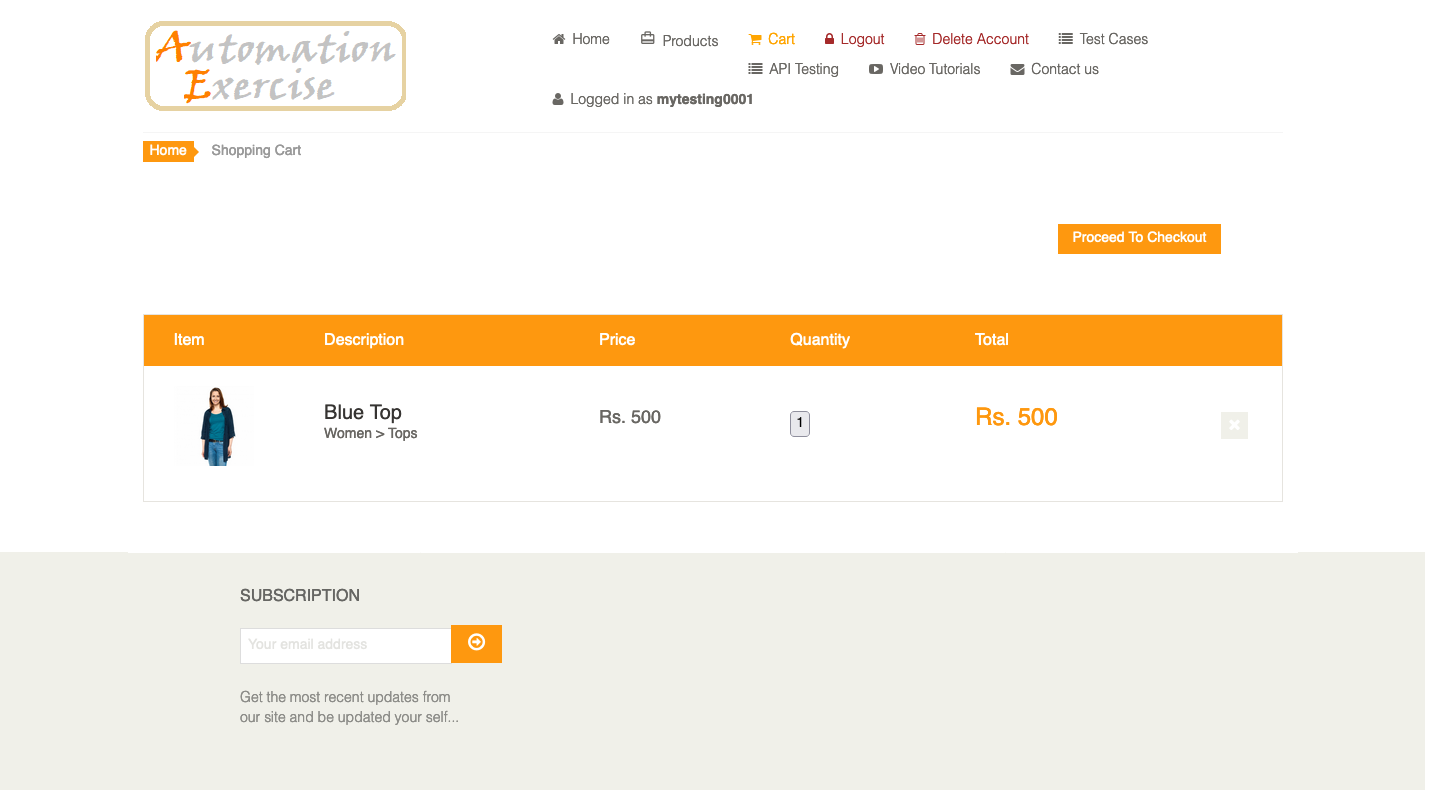 Automation
Exercise
Home Products Cart Logout Delete Account Test Cases
API Testing Video Tutorials Contact us
Logged in as mytesting0001
Home Shopping Cart
Proceed To Checkout
Item Description Price Quantity Total
Blue Top Rs. 500 1 Rs. 500
Women > Tops
SUBSCRIPTION
Your email address
Get the most recent updates from
our site and be updated your self...